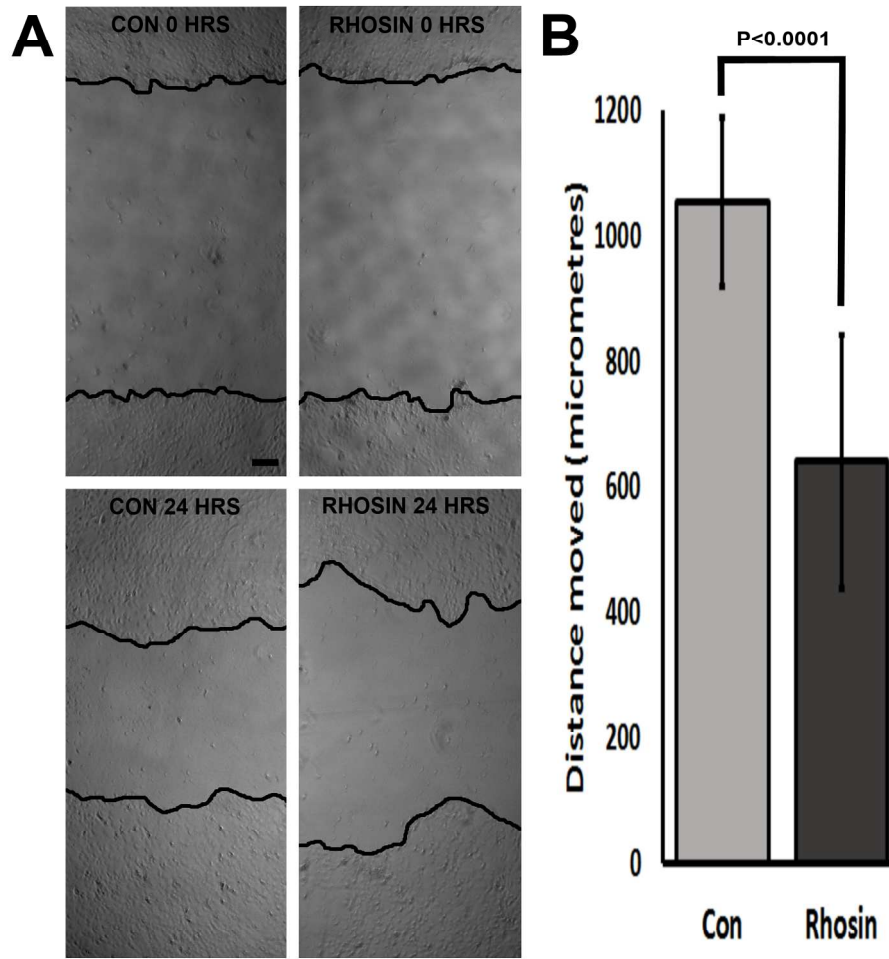 A
CON 0 HRS
RHOSIN 0 HRS
CON 24 HRS
RHOSIN 24 HRS
B
P<0.0001
Distance moved (micrometres)
1200
1000
800
600
400
200
0
Con
Rhosin